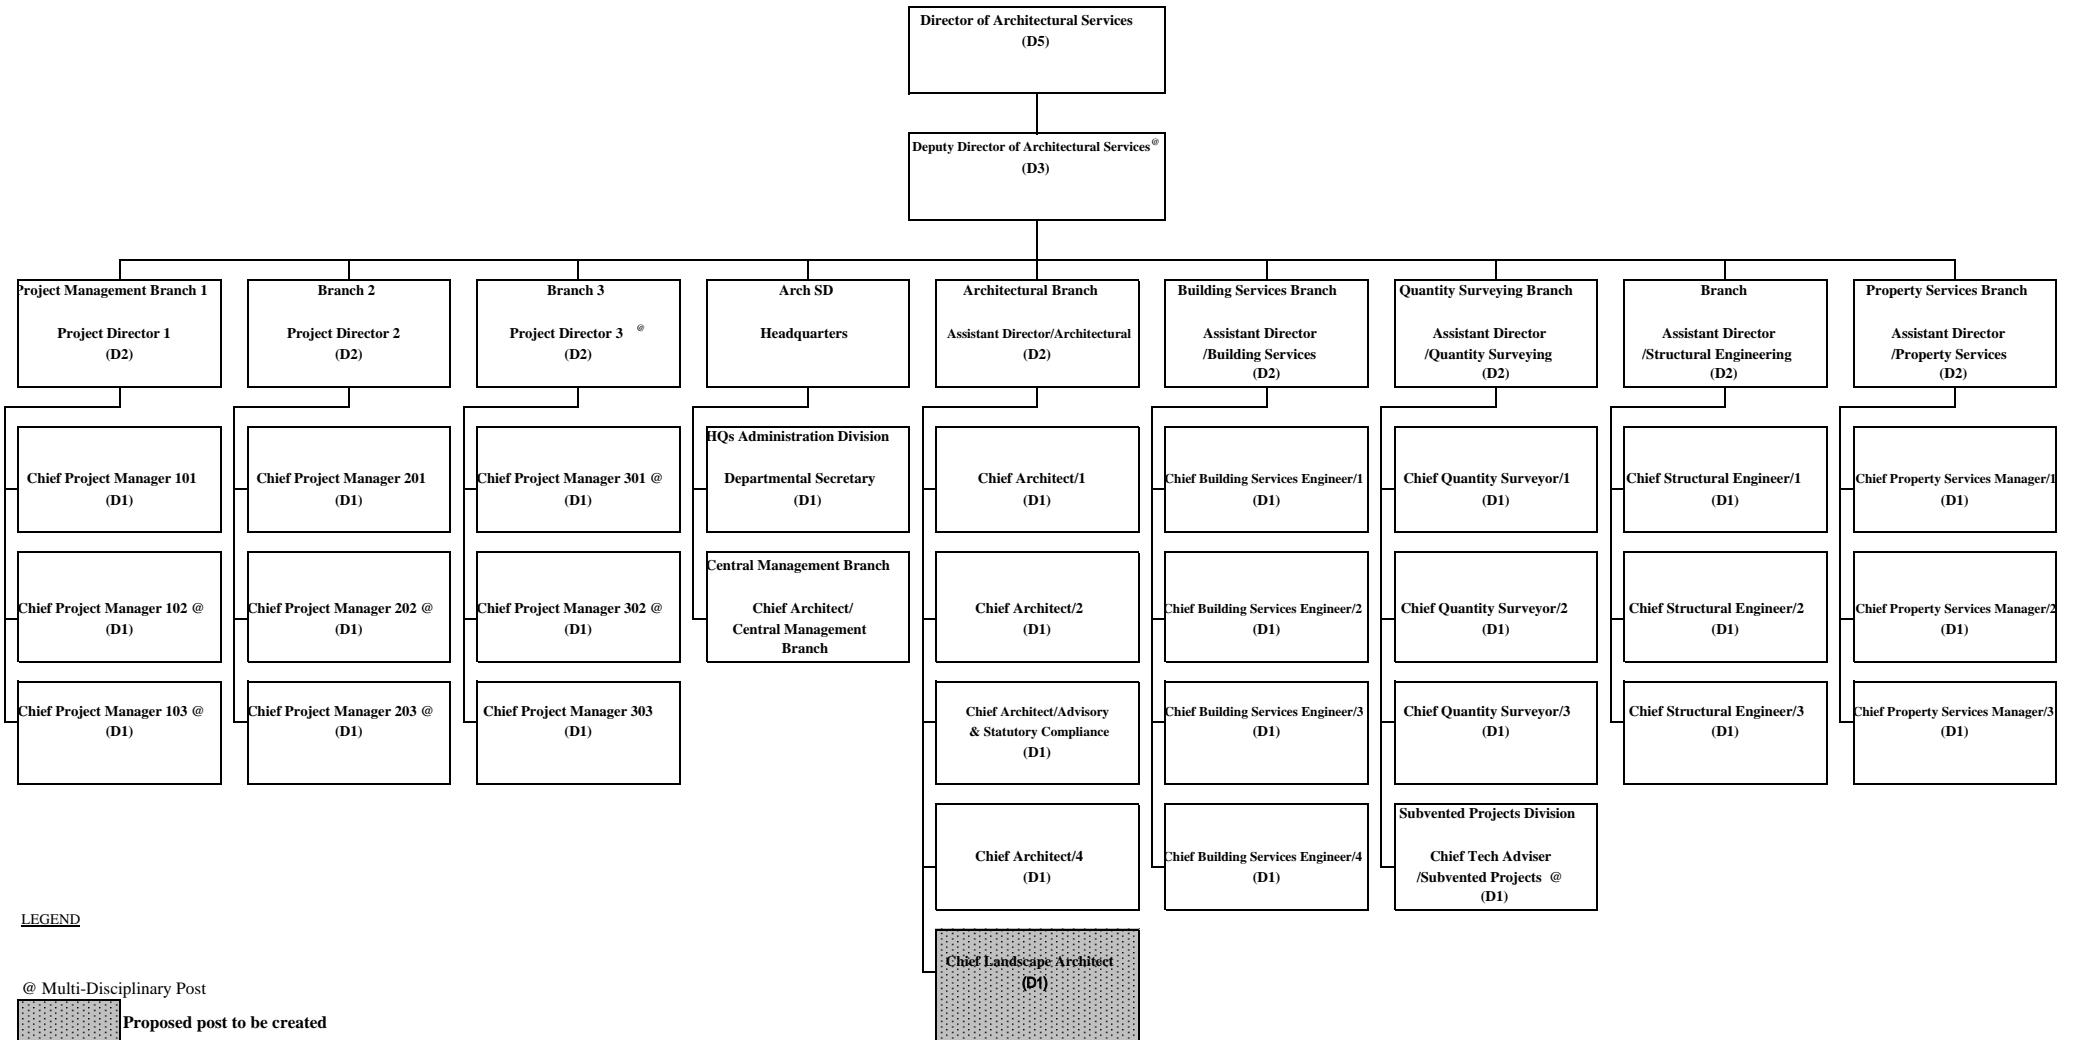 Director of Architectural Services
(D5)
Deputy Director of Architectural Services@
(D3)
Project Management Branch 1
Project Director 1
(D2)
Branch 2
Project Director 2
(D2)
Branch 3
Project Director 3 @
(D2)
Arch SD
Headquarters
Architectural Branch
Assistant Director/Architectural
(D2)
Building Services Branch
Assistant Director
/Building Services
(D2)
Quantity Surveying Branch
Assistant Director
/Quantity Surveying
(D2)
Branch
Assistant Director
/Structural Engineering
(D2)
Property Services Branch
Assistant Director
/Property Services
(D2)
Chief Project Manager 101
(D1)
Chief Project Manager 102 @
(D1)
Chief Project Manager 103 @
(D1)
Chief Project Manager 201
(D1)
Chief Project Manager 202 @
(D1)
Chief Project Manager 203 @
(D1)
Chief Project Manager 301 @
(D1)
Chief Project Manager 302 @
(D1)
Chief Project Manager 303
(D1)
HQs Administration Division
Departmental Secretary
(D1)
Central Management Branch
Chief Architect/
Central Management
Branch
Chief Architect/1
(D1)
Chief Architect/2
(D1)
Chief Architect/Advisory
& Statutory Compliance
(D1)
Chief Architect/4
(D1)
Chief Landscape Architect
(D1)
Chief Building Services Engineer/1
(D1)
Chief Building Services Engineer/2
(D1)
Chief Building Services Engineer/3
(D1)
Chief Building Services Engineer/4
(D1)
Chief Quantity Surveyor/1
(D1)
Chief Quantity Surveyor/2
(D1)
Chief Quantity Surveyor/3
(D1)
Subvented Projects Division
Chief Tech Adviser
/Subvented Projects @
(D1)
Chief Structural Engineer/1
(D1)
Chief Structural Engineer/2
(D1)
Chief Structural Engineer/3
(D1)
Chief Property Services Manager/1
(D1)
Chief Property Services Manager/2
(D1)
Chief Property Services Manager/3
(D1)
LEGEND
@ Multi-Disciplinary Post
Proposed post to be created